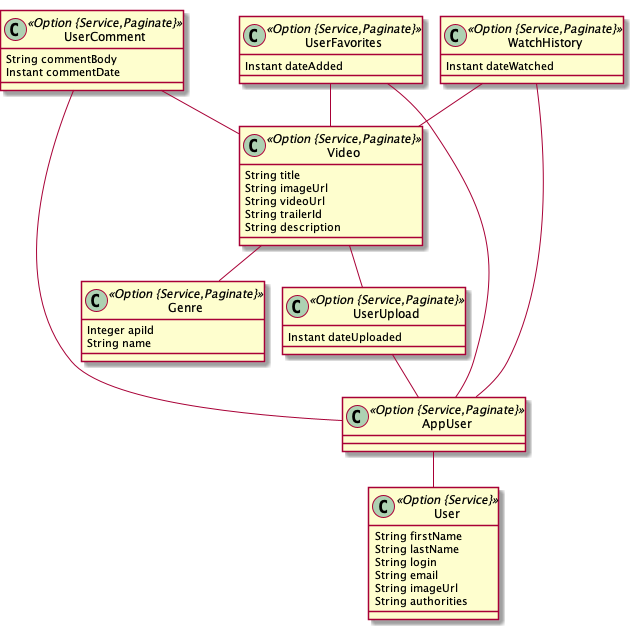 C «Option {Service,Paginate}»
UserComment
String commentBody
Instant commentDate
C «Option {Service,Paginate}»
UserFavorites
Instant dateAdded
C «Option {Service,Paginate}»
WatchHistory
Instant dateWatched
C «Option {Service,Paginate}»
Video
String title
String imageUrl
String videoUrl
String trailerId
String description
C «Option {Service,Paginate}»
Genre
Integer apiId
String name
C «Option {Service,Paginate}»
UserUpload
Instant dateUploaded
C «Option {Service,Paginate}»
AppUser
C «Option {Service}»
User
String firstName
String lastName
String login
String email
String imageUrl
String authorities